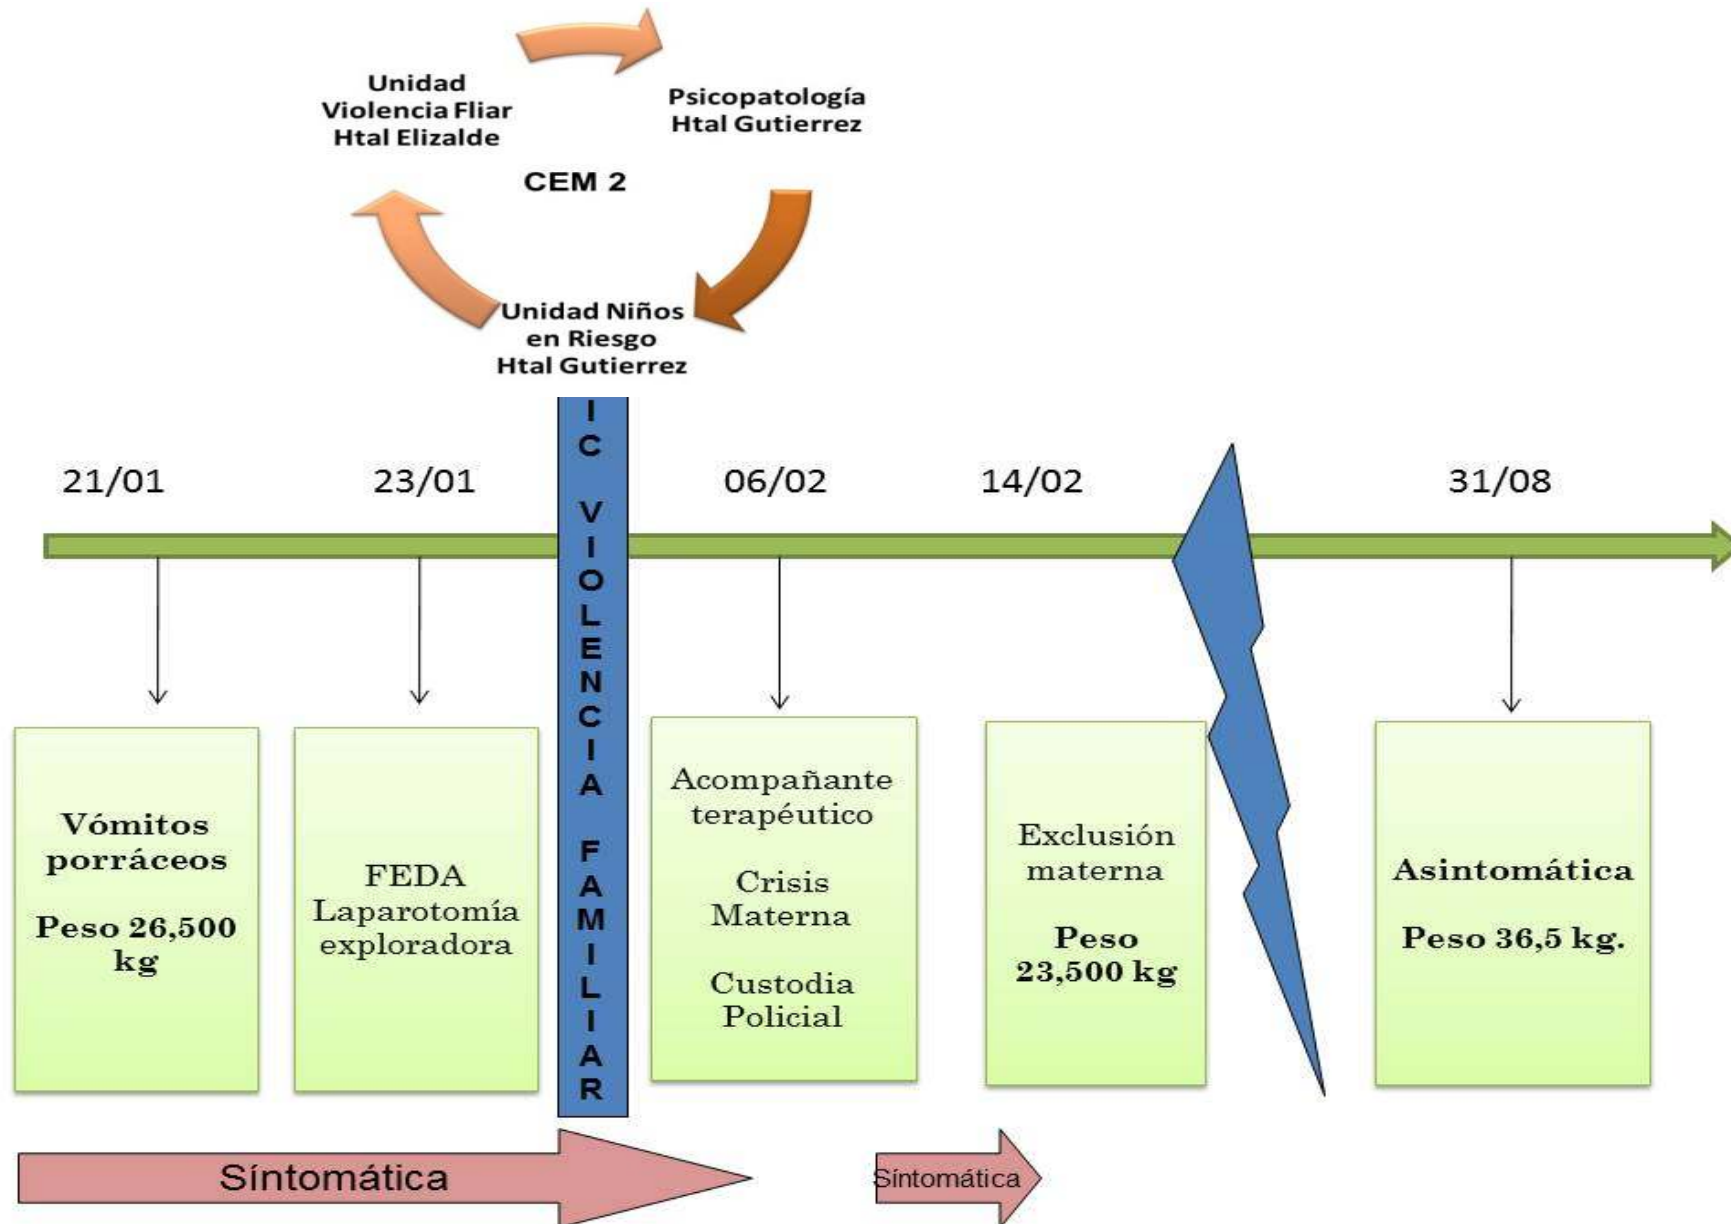 Unidad
Violencia Fliar
Htal Elizalde
Psicopatología
Htal Gutierrez
CEM 2
Unidad Niños
en Riesgo
Htal Gutierrez
IC VIOLENCIA FAMILIAR
21/01
23/01
06/02
14/02
31/08
Vómitos
porráceos
Peso 26,500
kg
FEDA
Laparotomía
exploradora
Acompañante
terapéutico
Crisis
Materna
Custodia
Policial
Exclusión
materna
Peso
23,500 kg
Asintomática
Peso 36,5 kg.
Síntomática
Síntomática